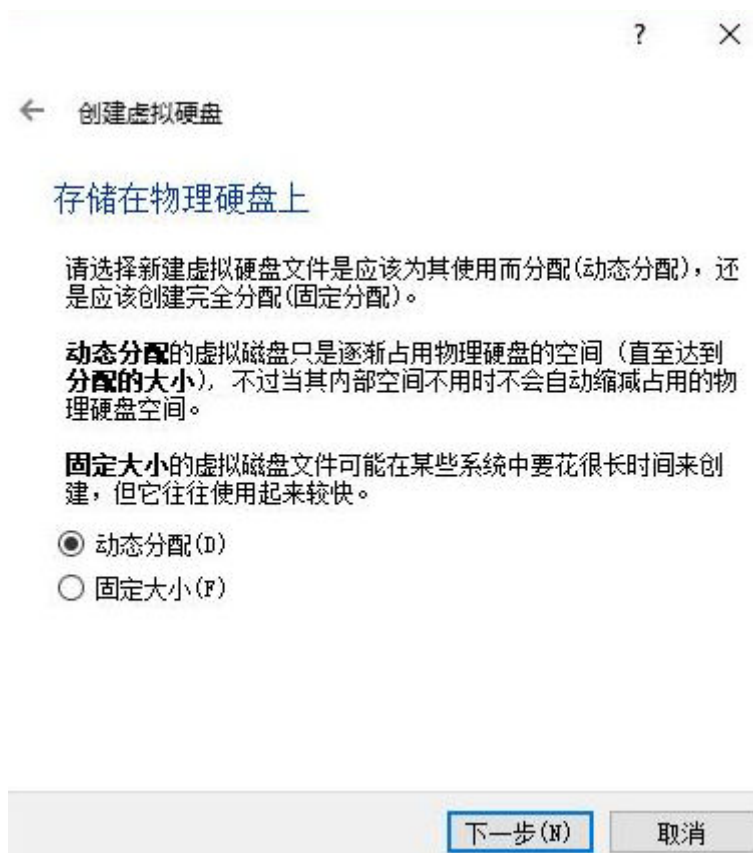 ? ×
← 创建虚拟硬盘
存储在物理硬盘上
请选择新建虚拟硬盘文件是应该为其使用而分配(动态分配)，还
是应该创建完全分配(固定分配)。
动态分配的虚拟磁盘只是逐渐占用物理硬盘的空间（直至达到
分配的大小），不过当其内部空间不用时不会自动缩减占用的物
理硬盘空间。
固定大小的虚拟磁盘文件可能在某些系统中要花很长时间来创
建，但它往往使用起来较快。
动态分配(D)
固定大小(F)
下一步(N) 取消